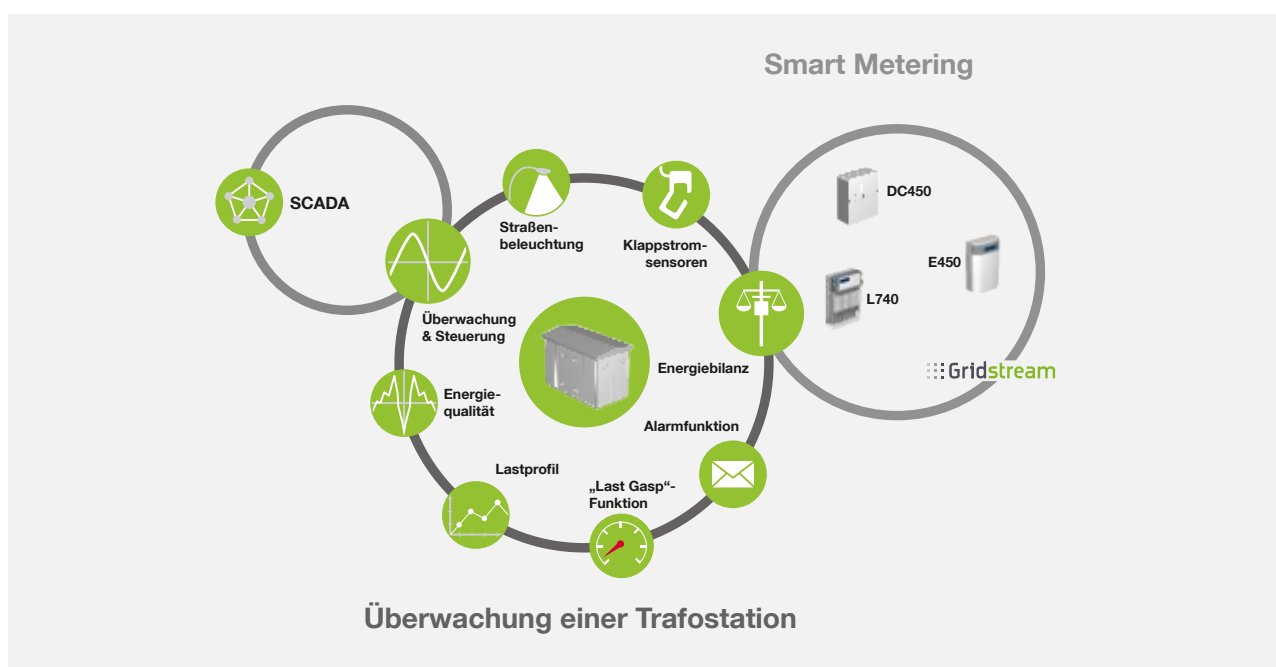 Smart Metering
SCADA
Straßen-
beleuchtung
Klappstrom-
sensoren
DC450
E450
L740
Überwachung
& Steuerung
Energiebilanz
Gridstream
Energie-
qualität
Alarmfunktion
Lastprofil
„Last Gasp“-
Funktion
Überwachung einer Trafostation